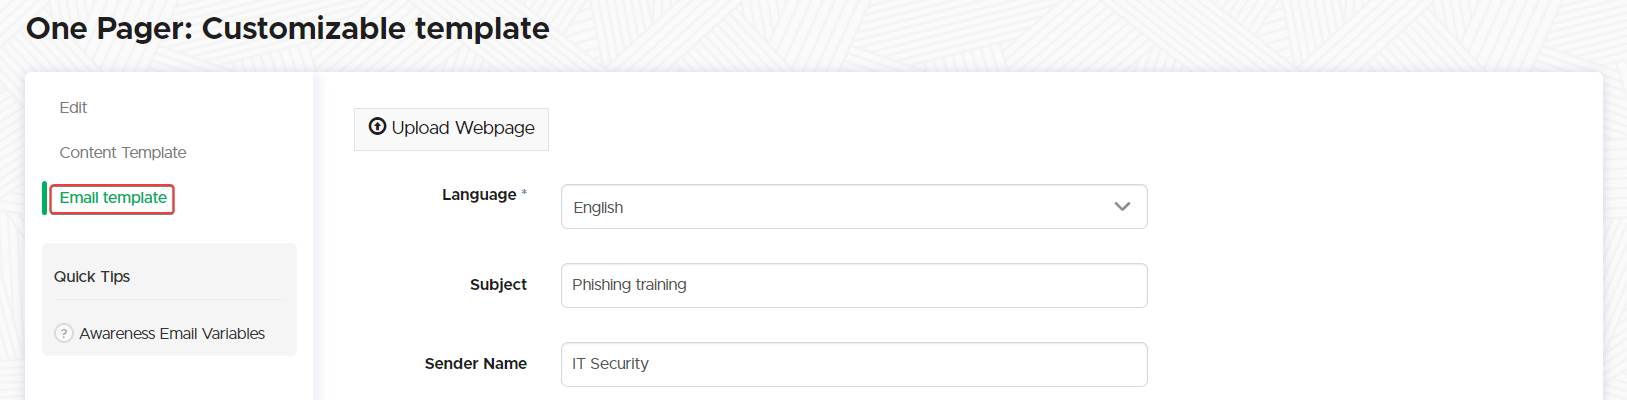 One Pager: Customizable template
Edit
Content Template
Email template
Quick Tips
? Awareness Email Variables
Upload Webpage
Language *
English
Subject
Phishing training
Sender Name
IT Security